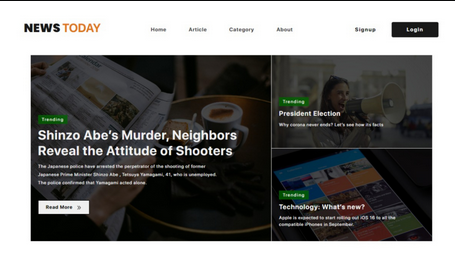 NEWS TODAY
Home
Article
Category
About
Signup
Login
Trending
Shinzo Abe's Murder, Neighbors
Reveal the Attitude of Shooters
The Japanese police have arrested the perpetrator of the shooting of former
Japanese Prime Minister Shinzo Abe , Tetsuya Yamagami, 41, who is unemployed.
The police confirmed that Yamagami acted alone.
Read More »
Trending
President Election
Why corona never ends? Let's see how its facts
Trending
Technology: What's new?
Apple is expected to start rolling out iOS 16 to all the
compatible iPhones in September.